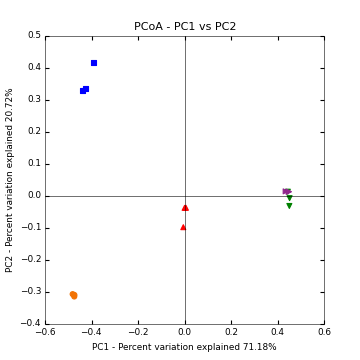 PCoA - PC1 vs PC2
0.5
0.4
0.3
0.2
0.1
0.0
−0.1
−0.2
−0.3
−0.4
PC2 - Percent variation explained 20.72%
−0.6 −0.4 −0.2 0.0 0.2 0.4 0.6
PC1 - Percent variation explained 71.18%